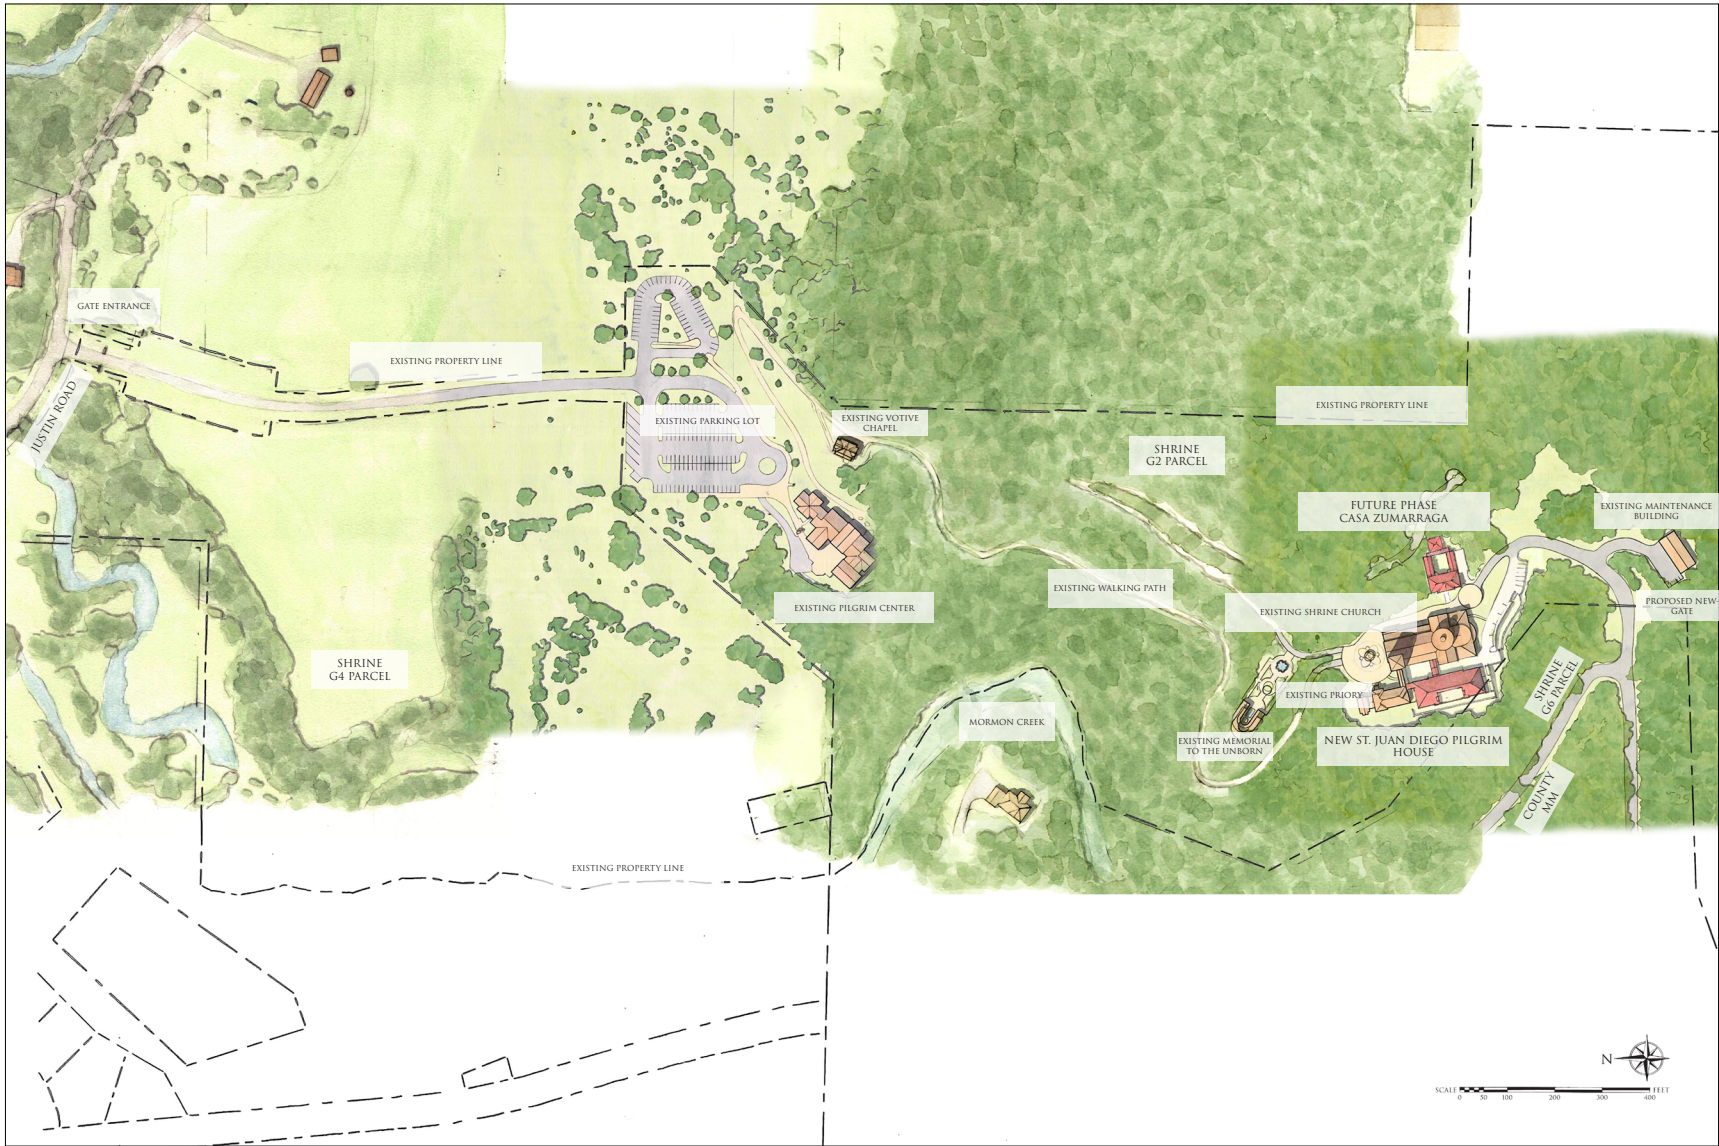 GATE ENTRANCE
EXISTING PROPERTY LINE
JUSTIN ROAD
EXISTING PARKING LOT
EXISTING VOTIVE
CHAPEL
EXISTING PROPERTY LINE
SHRINE
G2 PARCEL
FUTURE PHASE
CASA ZUMARRAGA
EXISTING MAINTENANCE
BUILDING
EXISTING WALKING PATH
EXISTING PILGRIM CENTER
EXISTING SHRINE CHURCH
PROPOSED NEW
GATE
SHRINE
G4 PARCEL
SHRINE
G6 PARCEL
EXISTING PRIORY
MORMON CREEK
EXISTING MEMORIAL
TO THE UNBORN
NEW ST. JUAN DIEGO PILGRIM
HOUSE
COUNTY
MM
EXISTING PROPERTY LINE
N
SCALE
FEET
0 50 100 200 300 400